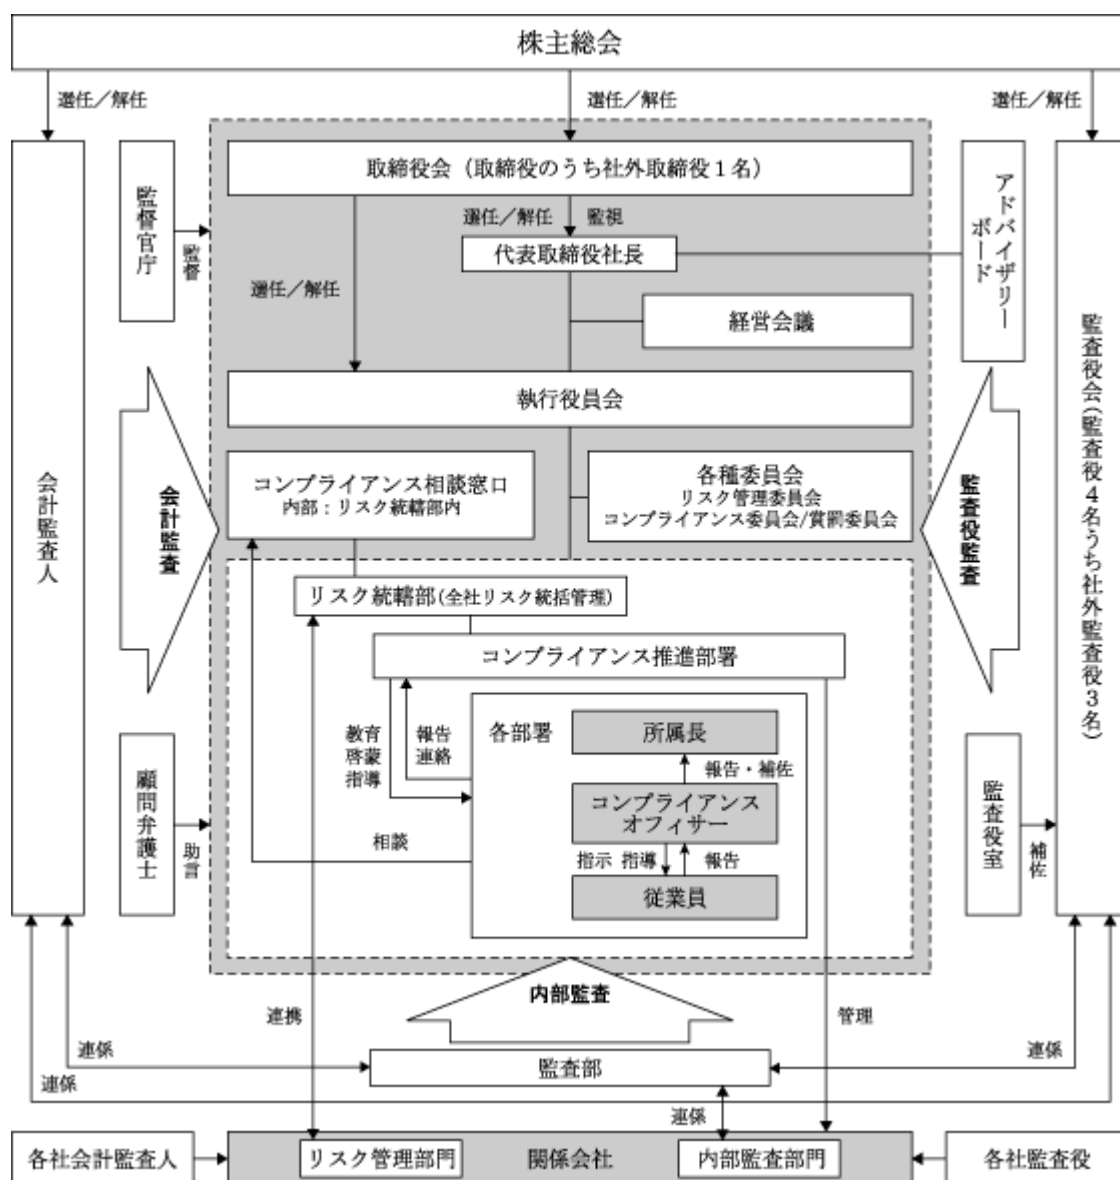 株主総会
選任／解任
選任／解任
選任／解任
取締役会（取締役のうち社外取締役１名）
監督官庁
監督
選任／解任
監視
代表取締役社長
アドバイザリー
ボード
選任／解任
経営会議
執行役員会
会計監査人
会計監査
コンプライアンス相談窓口
内部：リスク統轄部内
各種委員会
リスク管理委員会
コンプライアンス委員会/賞罰委員会
監査役監査
監査役会（監査役４名うち社外監査役３名）
リスク統轄部（全社リスク統括管理）
コンプライアンス推進部署
教育
啓蒙
指導
報告
連絡
各部署
所属長
報告・補佐
コンプライアンス
オフィサー
指示 指導
報告
従業員
相談
顧問弁護士
助言
監査役室
補佐
内部監査
連携
管理
連係
連係
監査部
連係
連係
各社会計監査人
リスク管理部門
関係会社
内部監査部門
各社監査役